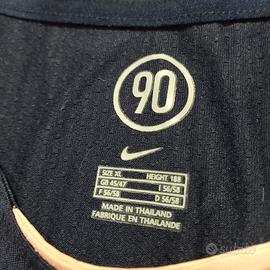 90
SIZE XL HEIGHT 188
GB 45/47 I 56/58
F 56/58 D 56/58
MADE IN THAILAND
FABRIQUE EN THAILANDE
subito